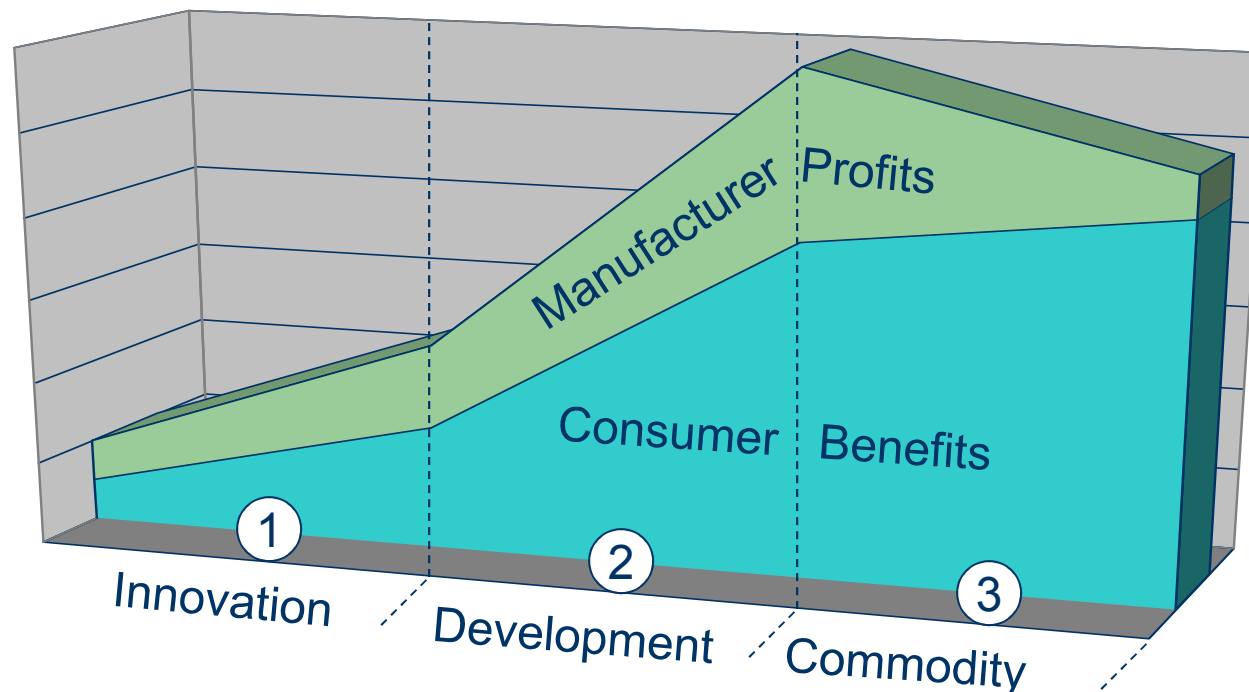 Manufacturer Profits
Consumer Benefits
1
2
3
Innovation
Development
Commodity